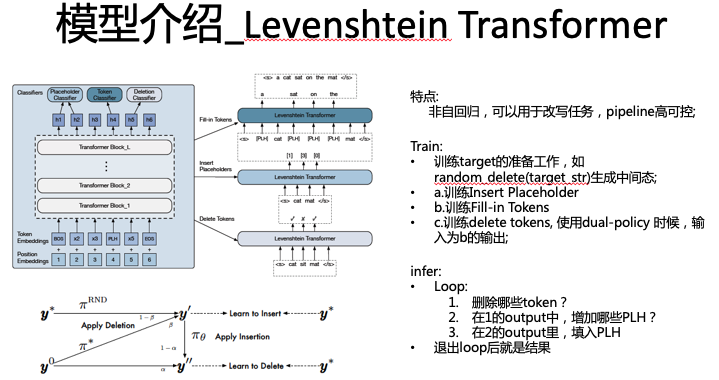 模型介绍_Levenshtein Transformer
Classifiers
Placeholder Classifier
Token Classifier
Deletion Classifier
h1 h2 h3 h4 h5 h6
Transformer Block_L
⋮
Transformer Block_2
Transformer Block_1
Token Embeddings
BOS x2 x3 PLH x5 EOS
+ + + + + +
Position Embeddings
1 2 3 4 5 6
Fill-in Tokens
Insert Placeholders
Delete Tokens
<s> a cat sat on the mat </s>
a sat on the
Levenshtein Transformer
<s> [PLH] cat [PLH] [PLH] [PLH] mat </s>
[1] [3] [0]
Levenshtein Transformer
<s> cat mat </s>
✓ ✗ ✓
Levenshtein Transformer
<s> cat sit mat </s>
y* π^RND y′ Learn to Insert y*
1 − β
Apply Deletion β
π* π_θ Apply Insertion
1 − α
y⁰ α y″ Learn to Delete y*
特点:
非自回归，可以用于改写任务，pipeline高可控;
Train:
• 训练target的准备工作，如
random_delete(target_str)生成中间态;
• a.训练Insert Placeholder
• b.训练Fill-in Tokens
• c.训练delete tokens, 使用dual-policy 时候，输
入为b的输出;
infer:
• Loop:
1. 删除哪些token？
2. 在1的output中，增加哪些PLH？
3. 在2的output里，填入PLH
• 退出loop后就是结果